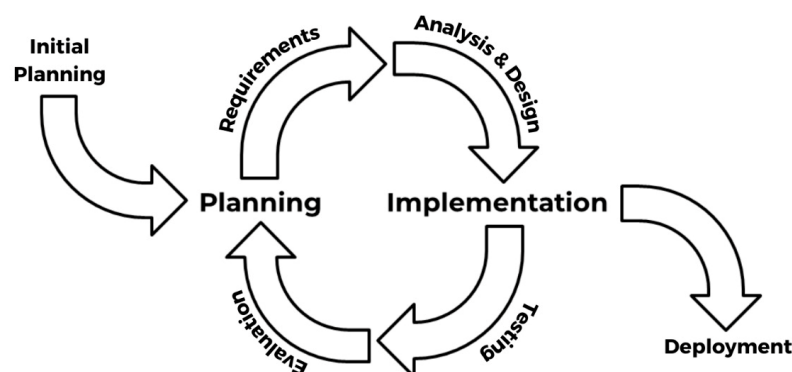 Initial
Planning
Requirements
Analysis & Design
Planning
Implementation
Evaluation
Testing
Deployment